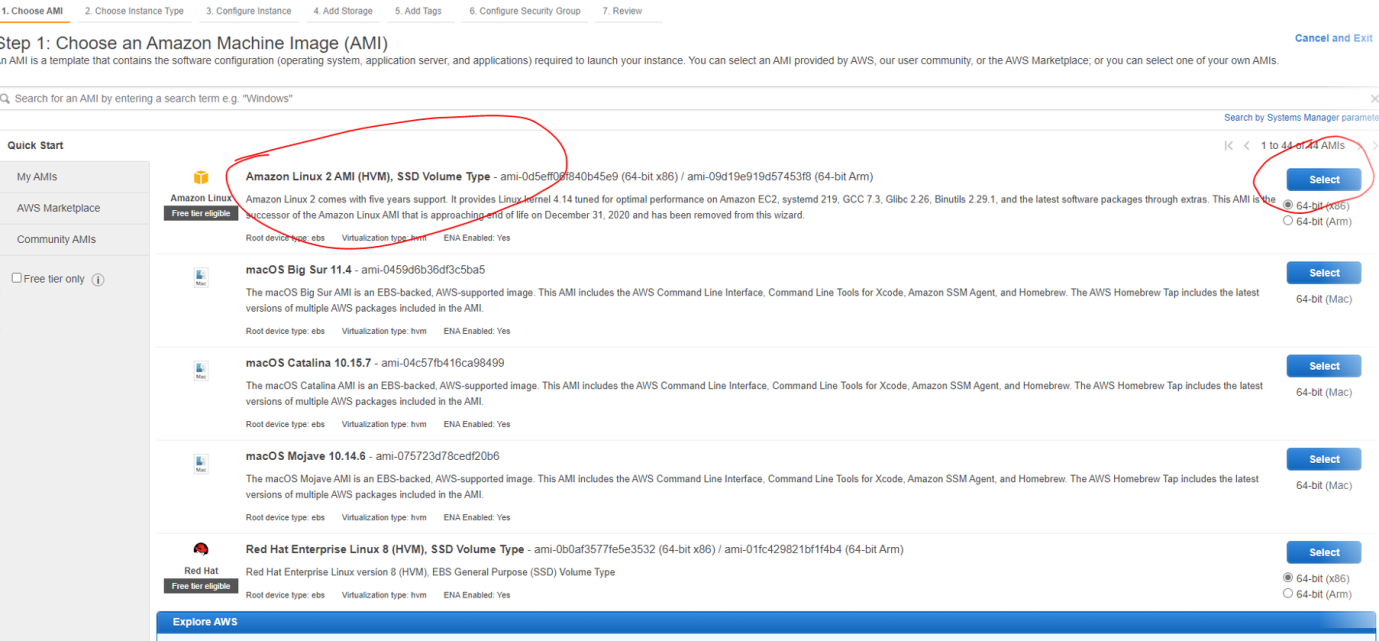 1. Choose AMI 2. Choose Instance Type 3. Configure Instance 4. Add Storage 5. Add Tags 6. Configure Security Group 7. Review
Step 1: Choose an Amazon Machine Image (AMI)
Cancel and Exit
An AMI is a template that contains the software configuration (operating system, application server, and applications) required to launch your instance. You can select an AMI provided by AWS, our user community, or the AWS Marketplace; or you can select one of your own AMIs.
Search for an AMI by entering a search term e.g. "Windows"
Search by Systems Manager paramete
Quick Start
1 to 44 of 44 AMIs
My AMIs
AWS Marketplace
Community AMIs
Free tier only
Amazon Linux
Free tier eligible
Amazon Linux 2 AMI (HVM), SSD Volume Type - ami-0d5eff06f840b45e9 (64-bit x86) / ami-09d19e919d57453f8 (64-bit Arm)
Amazon Linux 2 comes with five years support. It provides Linux kernel 4.14 tuned for optimal performance on Amazon EC2, systemd 219, GCC 7.3, Glibc 2.26, Binutils 2.29.1, and the latest software packages through extras. This AMI is the
successor of the Amazon Linux AMI that is approaching end of life on December 31, 2020 and has been removed from this wizard.
Root device type: ebs Virtualization type: hvm ENA Enabled: Yes
Select
64-bit (x86)
64-bit (Arm)
Mac
macOS Big Sur 11.4 - ami-0459d6b36df3c5ba5
The macOS Big Sur AMI is an EBS-backed, AWS-supported image. This AMI includes the AWS Command Line Interface, Command Line Tools for Xcode, Amazon SSM Agent, and Homebrew. The AWS Homebrew Tap includes the latest
versions of multiple AWS packages included in the AMI.
Root device type: ebs Virtualization type: hvm ENA Enabled: Yes
Select
64-bit (Mac)
Mac
macOS Catalina 10.15.7 - ami-04c57fb416ca98499
The macOS Catalina AMI is an EBS-backed, AWS-supported image. This AMI includes the AWS Command Line Interface, Command Line Tools for Xcode, Amazon SSM Agent, and Homebrew. The AWS Homebrew Tap includes the latest
versions of multiple AWS packages included in the AMI.
Root device type: ebs Virtualization type: hvm ENA Enabled: Yes
Select
64-bit (Mac)
Mac
macOS Mojave 10.14.6 - ami-075723d78cedf20b6
The macOS Mojave AMI is an EBS-backed, AWS-supported image. This AMI includes the AWS Command Line Interface, Command Line Tools for Xcode, Amazon SSM Agent, and Homebrew. The AWS Homebrew Tap includes the latest
versions of multiple AWS packages included in the AMI.
Root device type: ebs Virtualization type: hvm ENA Enabled: Yes
Select
64-bit (Mac)
Red Hat
Free tier eligible
Red Hat Enterprise Linux 8 (HVM), SSD Volume Type - ami-0b0af3577fe5e3532 (64-bit x86) / ami-01fc429821bf1f4b4 (64-bit Arm)
Red Hat Enterprise Linux version 8 (HVM), EBS General Purpose (SSD) Volume Type
Root device type: ebs Virtualization type: hvm ENA Enabled: Yes
Select
64-bit (x86)
64-bit (Arm)
Explore AWS